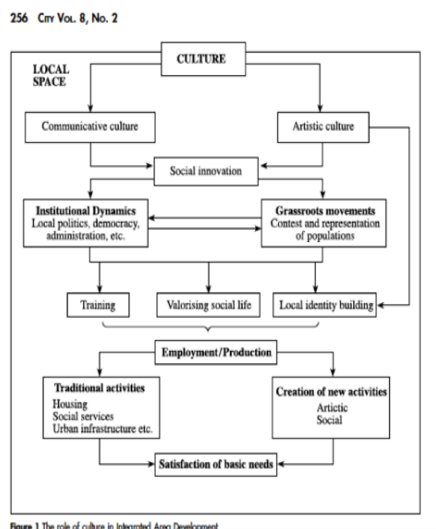 256 CITY VOL. 8, NO. 2
CULTURE
LOCAL
SPACE
Communicative culture
Artistic culture
Social innovation
Institutional Dynamics
Local politics, democracy,
administration, etc.
Grassroots movements
Contest and representation
of populations
Training
Valorising social life
Local identity building
Employment/Production
Traditional activities
Housing
Social services
Urban infrastructure etc.
Creation of new activities
Artictic
Social
Satisfaction of basic needs
Figure 1 The role of culture in Integrated Area Development